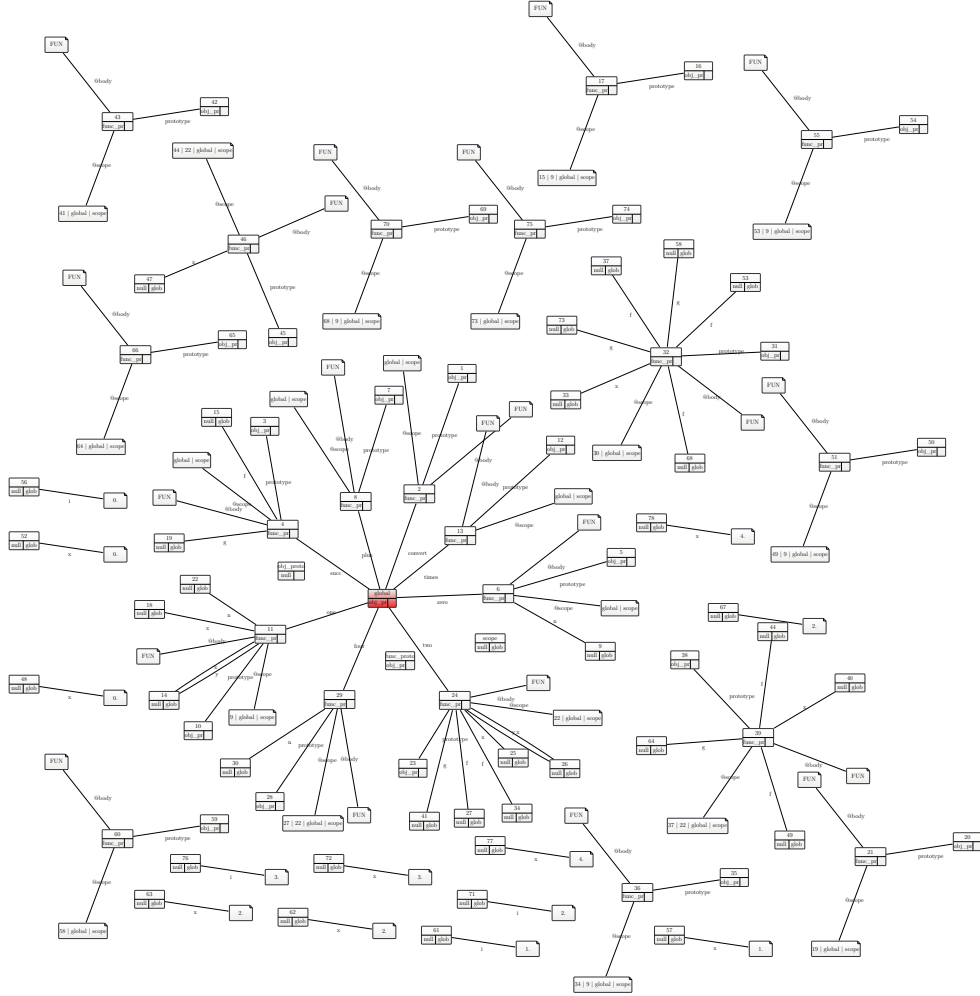 FUN
@body
17
func_pr
16
obj_pr
prototype
@scope
15 | 9 | global | scope
FUN
@body
43
func_pr
42
obj_pr
prototype
@scope
41 | global | scope
FUN
@body
55
func_pr
54
obj_pr
prototype
@scope
53 | 9 | global | scope
44 | 22 | global | scope
@scope
FUN
@body
46
func_pr
x
47
null | glob
prototype
45
obj_pr
FUN
@body
70
func_pr
69
obj_pr
prototype
@scope
68 | 9 | global | scope
FUN
@body
75
func_pr
74
obj_pr
prototype
@scope
73 | global | scope
58
null | glob
37
null | glob
53
null | glob
g
f
f
73
null | glob
g
32
func_pr
prototype
31
obj_pr
x
33
null | glob
@scope
30 | global | scope
@body
FUN
f
68
null | glob
FUN
@body
66
func_pr
65
obj_pr
prototype
@scope
64 | global | scope
FUN
@body
51
func_pr
50
obj_pr
prototype
@scope
49 | 9 | global | scope
FUN
7
obj_pr
global | scope
1
obj_pr
global | scope
@body
@scope
prototype
8
func_pr
plus
@scope
prototype
FUN
@body
2
func_pr
convert
15
null | glob
3
obj_pr
global | scope
f
prototype
FUN
@scope
@body
4
func_pr
19
null | glob
g
succ
FUN
12
obj_pr
@body
prototype
global | scope
@scope
13
func_pr
times
56
null | glob
i
0.
52
null | glob
x
0.
78
null | glob
x
4.
obj_proto
null
global
obj_pr
zero
FUN
@body
5
obj_pr
prototype
6
func_pr
@scope
global | scope
n
9
null | glob
scope
null | glob
func_proto
obj_pr
one
22
null | glob
18
null | glob
x
11
func_pr
FUN
@body
14
null | glob
y
prototype
10
obj_pr
@scope
9 | global | scope
67
null | glob
2.
48
null | glob
x
0.
four
29
func_pr
n
30
null | glob
prototype
28
obj_pr
@scope
27 | 22 | global | scope
@body
FUN
two
24
func_pr
@body
FUN
@scope
22 | global | scope
prototype
23
obj_pr
g
41
null | glob
f
27
null | glob
f
34
null | glob
x
25
null | glob
26
null | glob
44
null | glob
38
obj_pr
40
null | glob
prototype
f
x
64
null | glob
g
39
func_pr
@scope
37 | 22 | global | scope
f
49
null | glob
@body
FUN
FUN
@body
60
func_pr
59
obj_pr
prototype
@scope
58 | global | scope
FUN
@body
21
func_pr
20
obj_pr
prototype
@scope
19 | global | scope
FUN
@body
36
func_pr
35
obj_pr
prototype
@scope
34 | 9 | global | scope
77
null | glob
x
4.
76
null | glob
i
3.
72
null | glob
x
3.
63
null | glob
x
2.
71
null | glob
i
2.
62
null | glob
x
2.
61
null | glob
i
1.
57
null | glob
x
1.